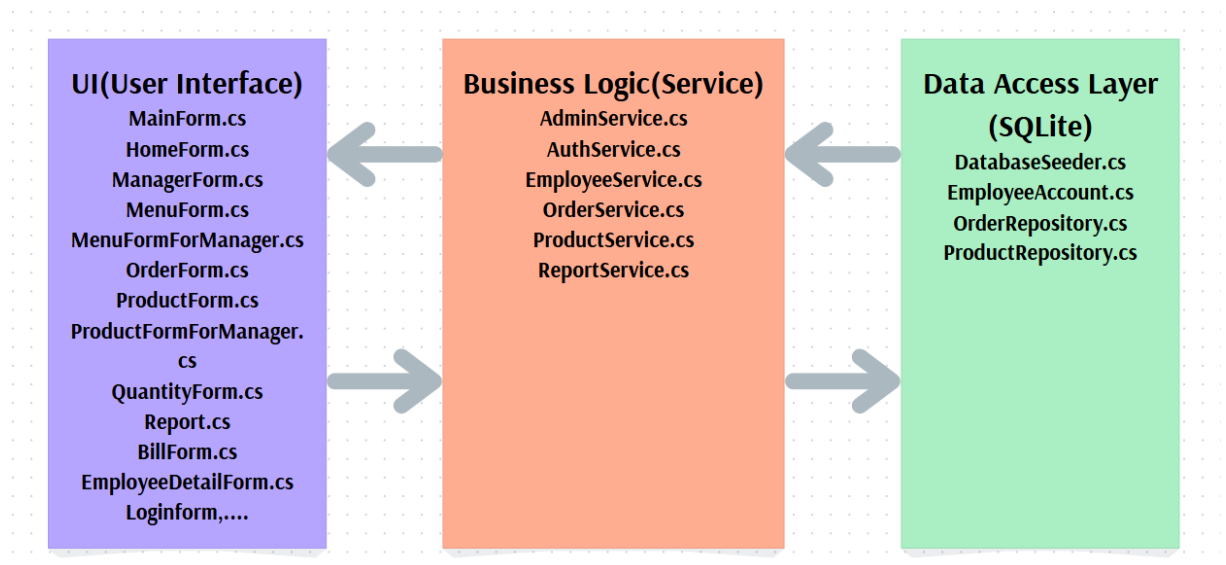 UI(User Interface)
MainForm.cs
HomeForm.cs
ManagerForm.cs
MenuForm.cs
MenuFormForManager.cs
OrderForm.cs
ProductForm.cs
ProductFormForManager.
cs
QuantityForm.cs
Report.cs
BillForm.cs
EmployeeDetailForm.cs
Loginform,....
Business Logic(Service)
AdminService.cs
AuthService.cs
EmployeeService.cs
OrderService.cs
ProductService.cs
ReportService.cs
Data Access Layer
(SQLite)
DatabaseSeeder.cs
EmployeeAccount.cs
OrderRepository.cs
ProductRepository.cs